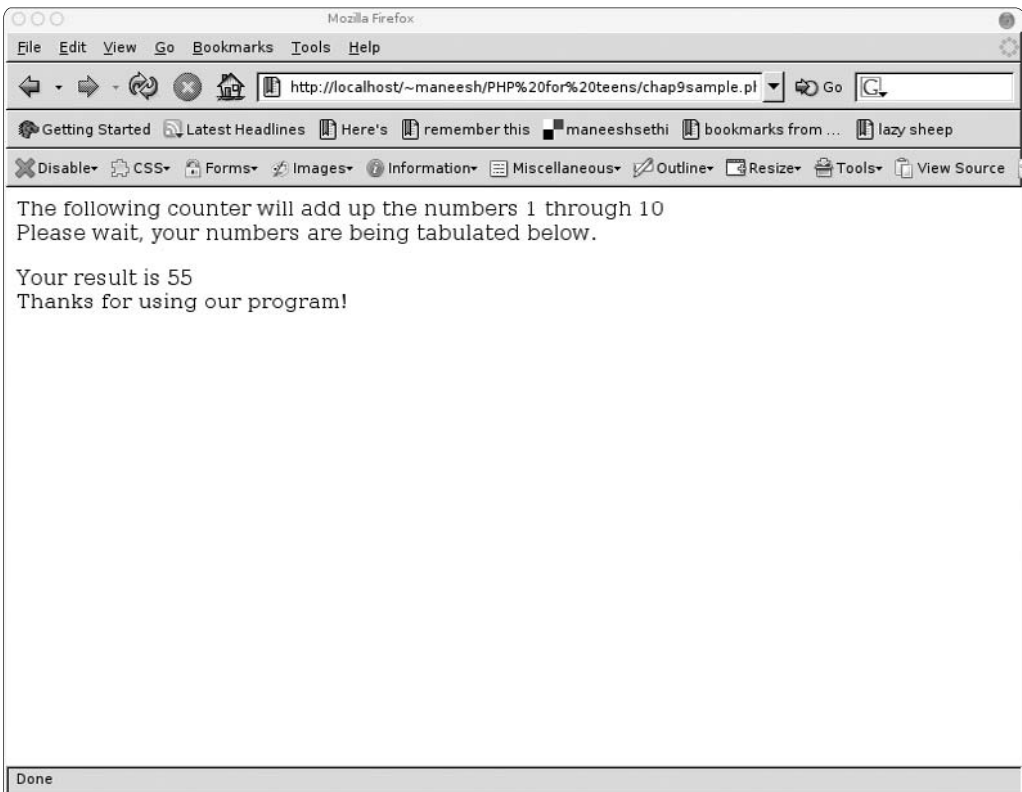 Mozilla Firefox
File Edit View Go Bookmarks Tools Help
http://localhost/~maneesh/PHP%20for%20teens/chap9sample.pl Go G
Getting Started Latest Headlines Here's remember this maneeshsethi bookmarks from ... lazy sheep
Disable CSS Forms Images Information Miscellaneous Outline Resize Tools View Source
The following counter will add up the numbers 1 through 10
Please wait, your numbers are being tabulated below.
Your result is 55
Thanks for using our program!
Done